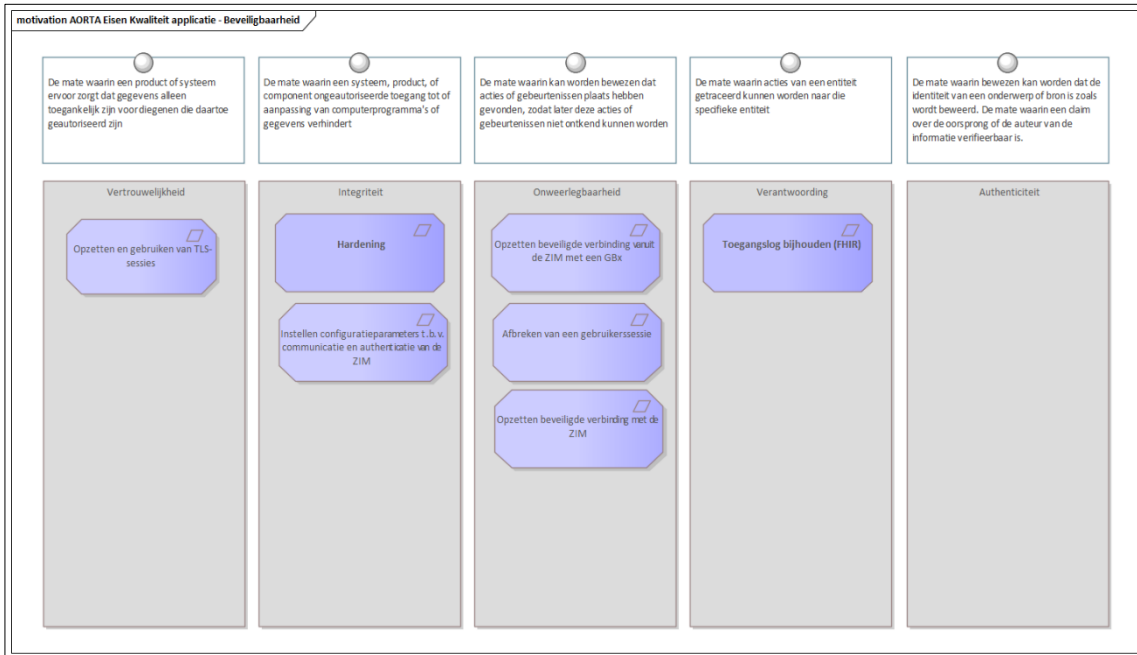 motivation AORTA Eisen Kwaliteit applicatie - Beveiligbaarheid
De mate waarin een product of systeem
ervoor zorgt dat gegevens alleen
toegankelijk zijn voor diegenen die daartoe
geautoriseerd zijn
De mate waarin een systeem, product, of
component ongeautoriseerde toegang tot of
aanpassing van computerprogramma's of
gegevens verhindert
De mate waarin kan worden bewezen dat
acties of gebeurtenissen plaats hebben
gevonden, zodat later deze acties of
gebeurtenissen niet ontkend kunnen worden
De mate waarin acties van een entiteit
getraceerd kunnen worden naar die
specifieke entiteit
De mate waarin bewezen kan worden dat de
identiteit van een onderwerp of bron is zoals
wordt beweerd. De mate waarin een claim
over de oorsprong of de auteur van de
informatie verifieerbaar is.
Vertrouwelijkheid
Opzetten en gebruiken van TLS-
sessies
Integriteit
Hardening
Instellen configuratieparameters t.b.v.
communicatie en authenticatie van de
ZIM
Onweerlegbaarheid
Opzetten beveiligde verbinding vanuit
de ZIM met een GBx
Afbreken van een gebruikerssessie
Opzetten beveiligde verbinding met de
ZIM
Verantwoording
Toegangslog bijhouden (FHIR)
Authenticiteit